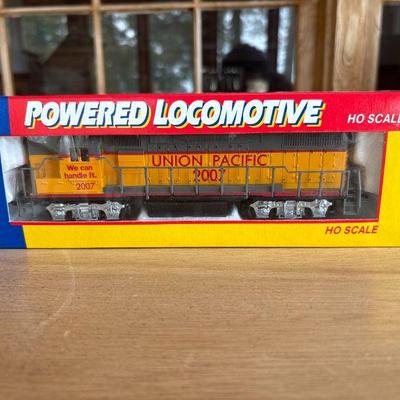 POWERED LOCOMOTIVE
HO SCALE
UNION PACIFIC
2007
We can
handle it.
2007
HO SCALE